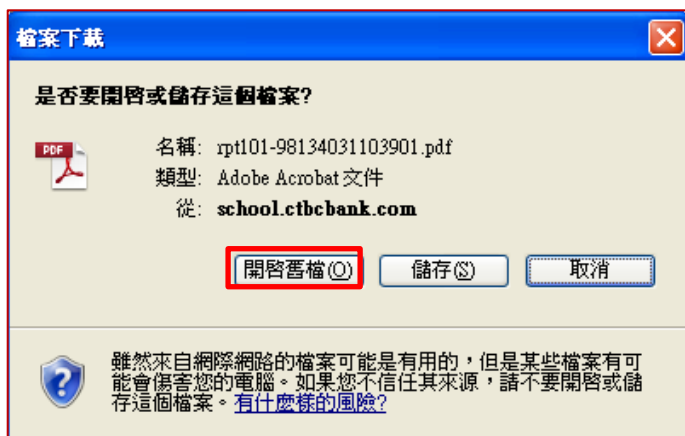 檔案下載
是否要開啓或儲存這個檔案?
PDF
名稱: rpt101-98134031103901.pdf
類型: Adobe Acrobat 文件
從: school.ctbcbank.com
開啓舊檔(O) 儲存(S) 取消
雖然來自網際網路的檔案可能是有用的，但是某些檔案有可
能會傷害您的電腦。如果您不信任其來源，請不要開啓或儲
存這個檔案。有什麼樣的風險?